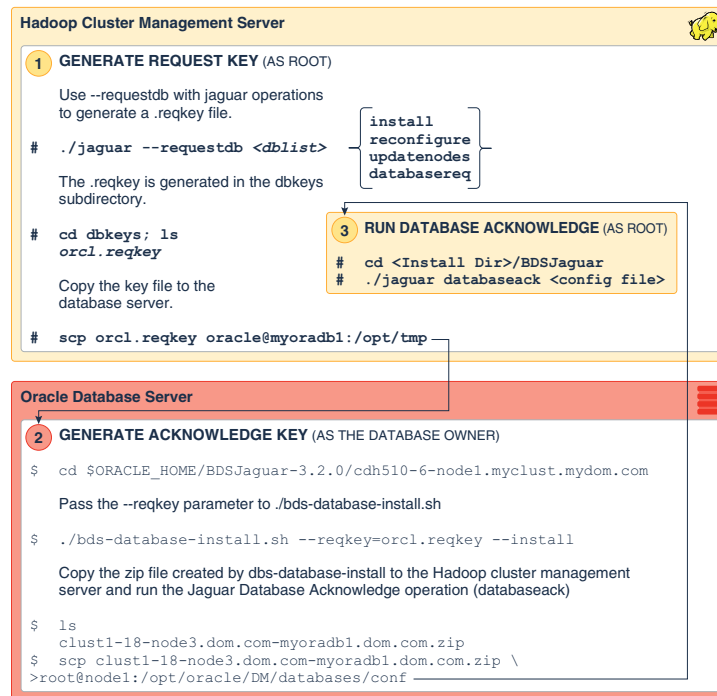 Hadoop Cluster Management Server
1 GENERATE REQUEST KEY (AS ROOT)
Use --requestdb with jaguar operations
to generate a .reqkey file.
# ./jaguar --requestdb <dblist>
install
reconfigure
updatenodes
databasereq
The .reqkey is generated in the dbkeys
subdirectory.
# cd dbkeys; ls
orcl.reqkey
Copy the key file to the
database server.
# scp orcl.reqkey oracle@myoradb1:/opt/tmp
3 RUN DATABASE ACKNOWLEDGE (AS ROOT)
# cd <Install Dir>/BDSJaguar
# ./jaguar databaseack <config file>
Oracle Database Server
2 GENERATE ACKNOWLEDGE KEY (AS THE DATABASE OWNER)
$ cd $ORACLE_HOME/BDSJaguar-3.2.0/cdh510-6-node1.myclust.mydom.com
Pass the --reqkey parameter to ./bds-database-install.sh
$ ./bds-database-install.sh --reqkey=orcl.reqkey --install
Copy the zip file created by dbs-database-install to the Hadoop cluster management
server and run the Jaguar Database Acknowledge operation (databaseack)
$ ls
clust1-18-node3.dom.com-myoradb1.dom.com.zip
$ scp clust1-18-node3.dom.com-myoradb1.dom.com.zip \
>root@node1:/opt/oracle/DM/databases/conf